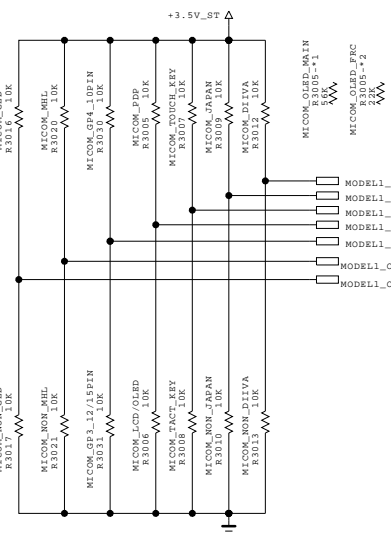 +3.5V_ST
R3016 10K
MICOM_MHL
R3020 10K
MICOM_GP4_10PIN
R3030 10K
MICOM_PDP
R3005 10K
MICOM_TOUCH_KEY
R3007 10K
MICOM_JAPAN
R3009 10K
MICOM_DIIVA
R3012 10K
MICOM_OLED_MAIN
R3005-*1
56K
MICOM_OLED_FRC
R3005-*2
22K
MODEL1_
MODEL1_
MODEL1_
MODEL1_
MODEL1_
MODEL1_O
MODEL1_O
R3017 10K
MICOM_NON_MHL
R3021 10K
MICOM_GP3_12/15PIN
R3031 10K
MICOM_LCD/OLED
R3006 10K
MICOM_TACT_KEY
R3008 10K
MICOM_NON_JAPAN
R3010 10K
MICOM_NON_DIIVA
R3013 10K